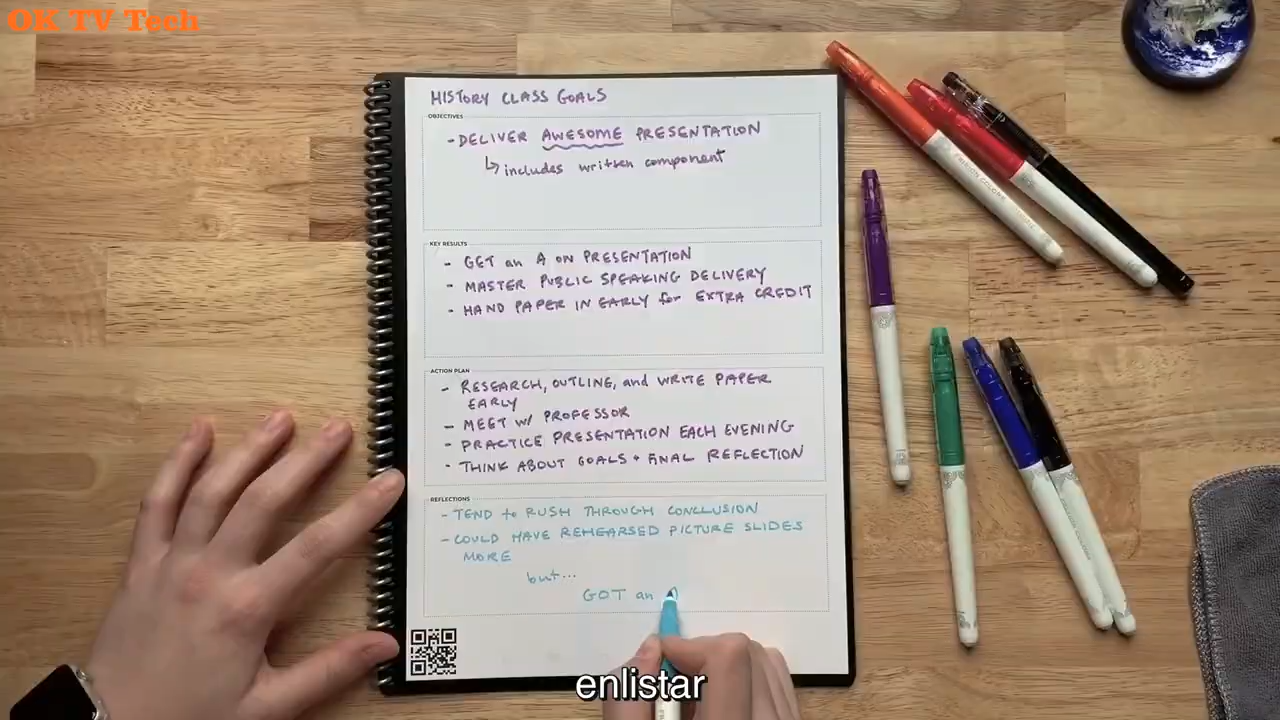 OK TV Tech
HISTORY CLASS GOALS
OBJECTIVES
- DELIVER AWESOME PRESENTATION
↳ includes written component
KEY RESULTS
- GET an A ON PRESENTATION
- MASTER PUBLIC SPEAKING DELIVERY
- HAND PAPER IN EARLY for EXTRA CREDIT
ACTION PLAN
- RESEARCH, OUTLING, and WRITE PAPER
EARLY
- MEET w/ PROFESSOR
- PRACTICE PRESENTATION EACH EVENING
- THINK ABOUT GOALS + FINAL REFLECTION
REFLECTIONS
- TEND to RUSH THROUGH CONCLUSION
- COULD HAVE REHEARSED PICTURE SLIDES
MORE
but...
GOT an
enlistar